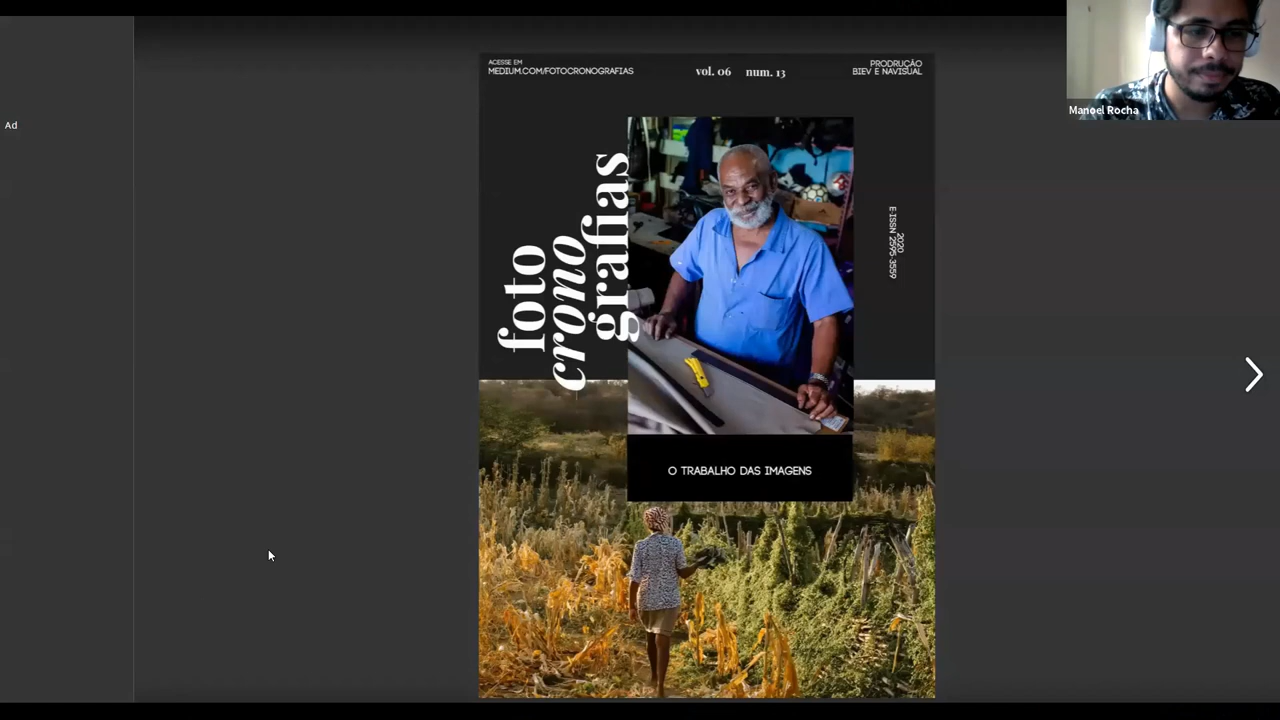 ACESSE EM
MEDIUM.COM/FOTOCRONOGRAFIAS
vol. 06 num. 13
PRODRUÇÃO
BIEV E NAVISUAL
Manoel Rocha
Ad
foto
crono
grafias
2020
E-ISSN 2595-3559
O TRABALHO DAS IMAGENS